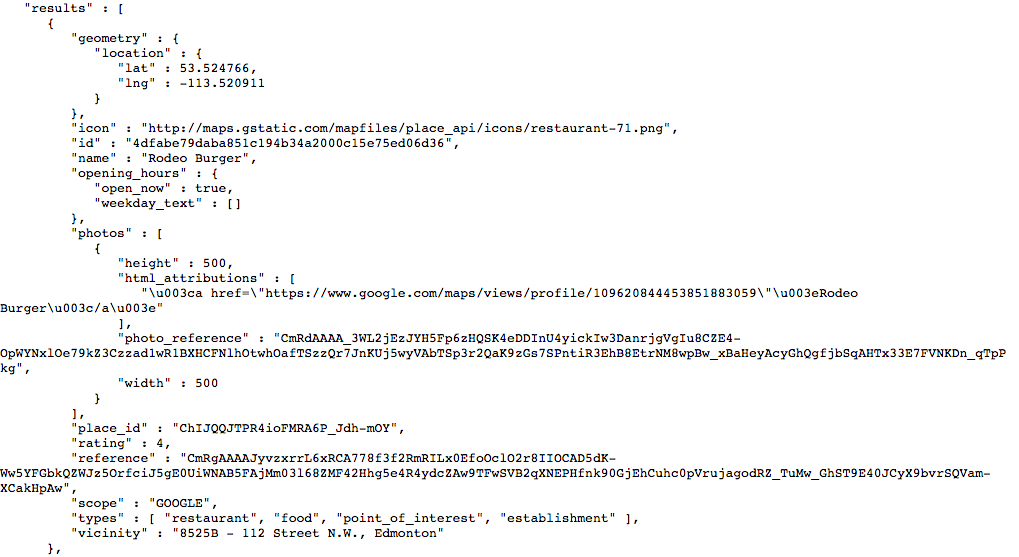 "results" : [
{
"geometry" : {
"location" : {
"lat" : 53.524766,
"lng" : -113.520911
}
},
"icon" : "http://maps.gstatic.com/mapfiles/place_api/icons/restaurant-71.png",
"id" : "4dfabe79daba851c194b34a2000c15e75ed06d36",
"name" : "Rodeo Burger",
"opening_hours" : {
"open_now" : true,
"weekday_text" : []
},
"photos" : [
{
"height" : 500,
"html_attributions" : [
"\u003ca href=\"https://www.google.com/maps/views/profile/109620844453851883059\"\u003eRodeo
Burger\u003c/a\u003e"
],
"photo_reference" : "CmRdAAAA_3WL2jEzJYH5Fp6zHQSK4eDDInU4yickIw3DanrjgVgIu8CZE4-
OpWYNxlOe79kZ3Czzad1wR1BXHCFNlhOtwhOafTSzzQr7JnKUj5wyVAbTSp3r2QaK9zGs7SPntiR3EhB8EtrNM8wpBw_xBaHeyAcyGhQgfjbSqAHTx33E7FVNKDn_qTpP
kg",
"width" : 500
}
],
"place_id" : "ChIJQQJTPR4ioFMRA6P_Jdh-mOY",
"rating" : 4,
"reference" : "CmRgAAAAJyvzxrrL6xRCA778f3f2RmRILx0EfoOclO2r8IIOCAD5dK-
Ww5YFGbkQZWJz5OrfciJ5gE0UiWNAB5FAjMm03l68ZMF42Hhg5e4R4ydcZAw9TFwSVB2qXNEPHfnk90GjEhCuhc0pVrujagodRZ_TuMw_GhST9E40JCyX9bvrSQVam-
XCakHpAw",
"scope" : "GOOGLE",
"types" : [ "restaurant", "food", "point_of_interest", "establishment" ],
"vicinity" : "8525B - 112 Street N.W., Edmonton"
},